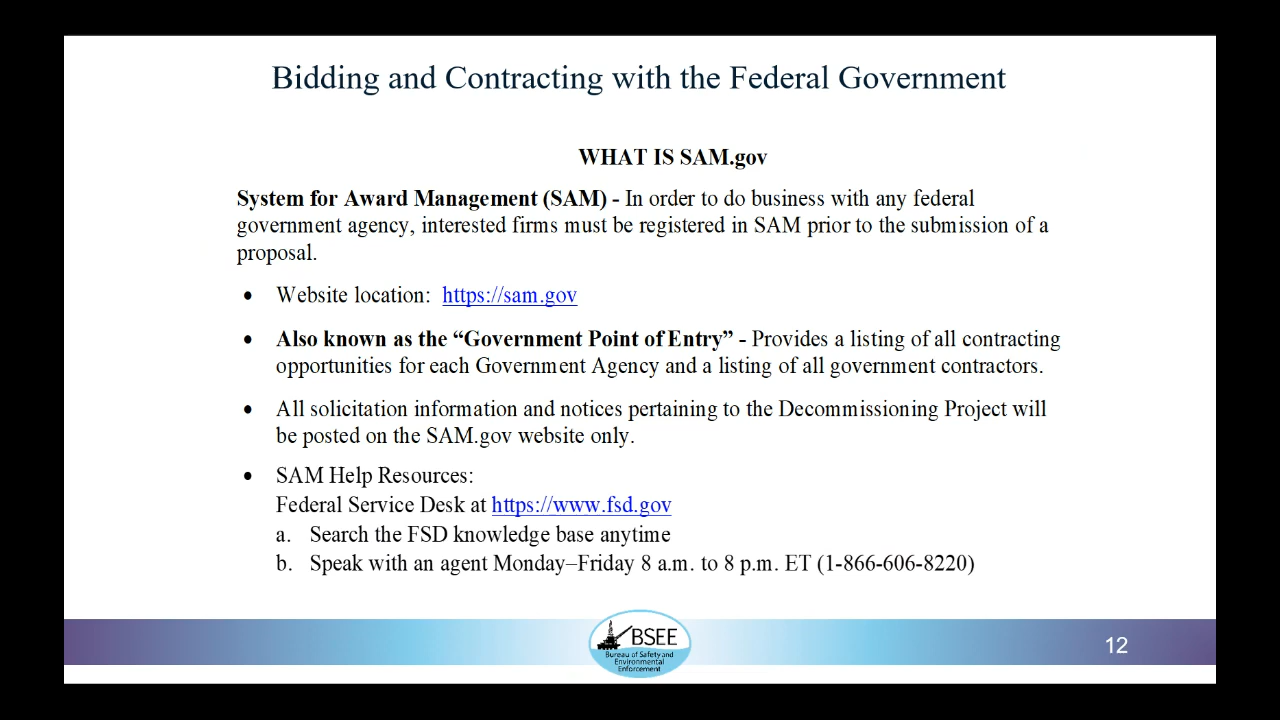 Bidding and Contracting with the Federal Government
WHAT IS SAM.gov
System for Award Management (SAM) - In order to do business with any federal
government agency, interested firms must be registered in SAM prior to the submission of a
proposal.
• Website location: https://sam.gov
• Also known as the “Government Point of Entry” - Provides a listing of all contracting
opportunities for each Government Agency and a listing of all government contractors.
• All solicitation information and notices pertaining to the Decommissioning Project will
be posted on the SAM.gov website only.
• SAM Help Resources:
Federal Service Desk at https://www.fsd.gov
a. Search the FSD knowledge base anytime
b. Speak with an agent Monday–Friday 8 a.m. to 8 p.m. ET (1-866-606-8220)
BSEE
Bureau of Safety and
Environmental
Enforcement
12